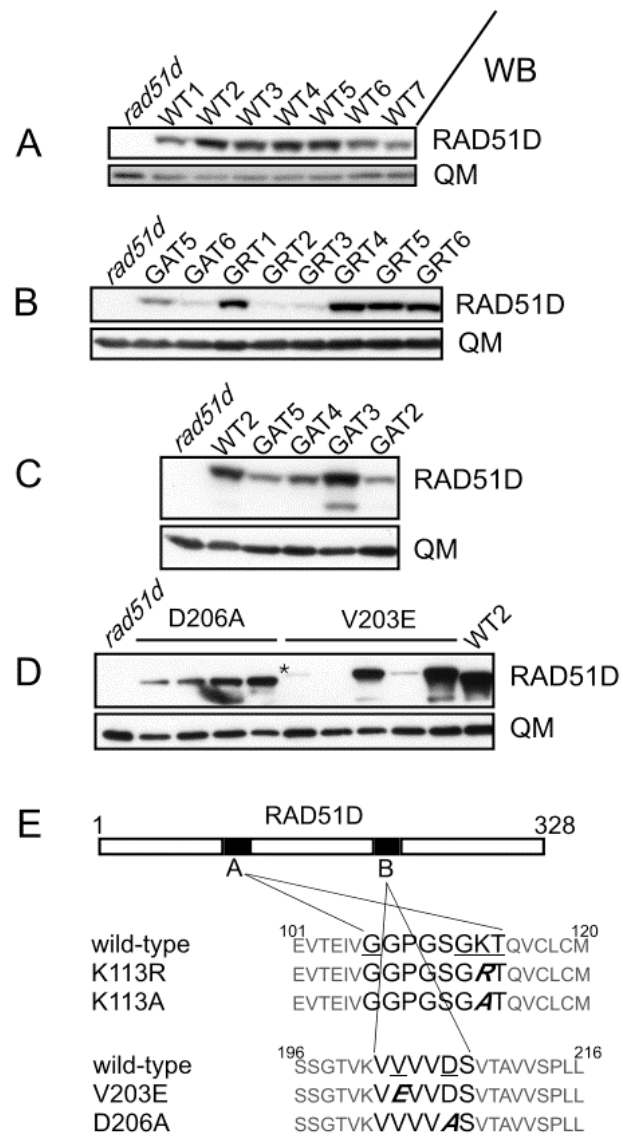 WB
rad51d WT1 WT2 WT3 WT4 WT5 WT6 WT7
A
RAD51D
QM
rad51d GAT5 GAT6 GRT1 GRT2 GRT3 GRT4 GRT5 GRT6
B
RAD51D
QM
rad51d WT2 GAT5 GAT4 GAT3 GAT2
C
RAD51D
QM
rad51d D206A V203E WT2
D
*
RAD51D
QM
E
1 RAD51D 328
A B
101 120
wild-type EVTEIVGGPGSGKTQVCLCM
K113R EVTEIVGGPGSGRTQVCLCM
K113A EVTEIVGGPGSGATQVCLCM
196 216
wild-type SSGTVKVVVVDSVTAVVSPLL
V203E SSGTVKVEVVDSVTAVVSPLL
D206A SSGTVKVVVVASVTAVVSPLL